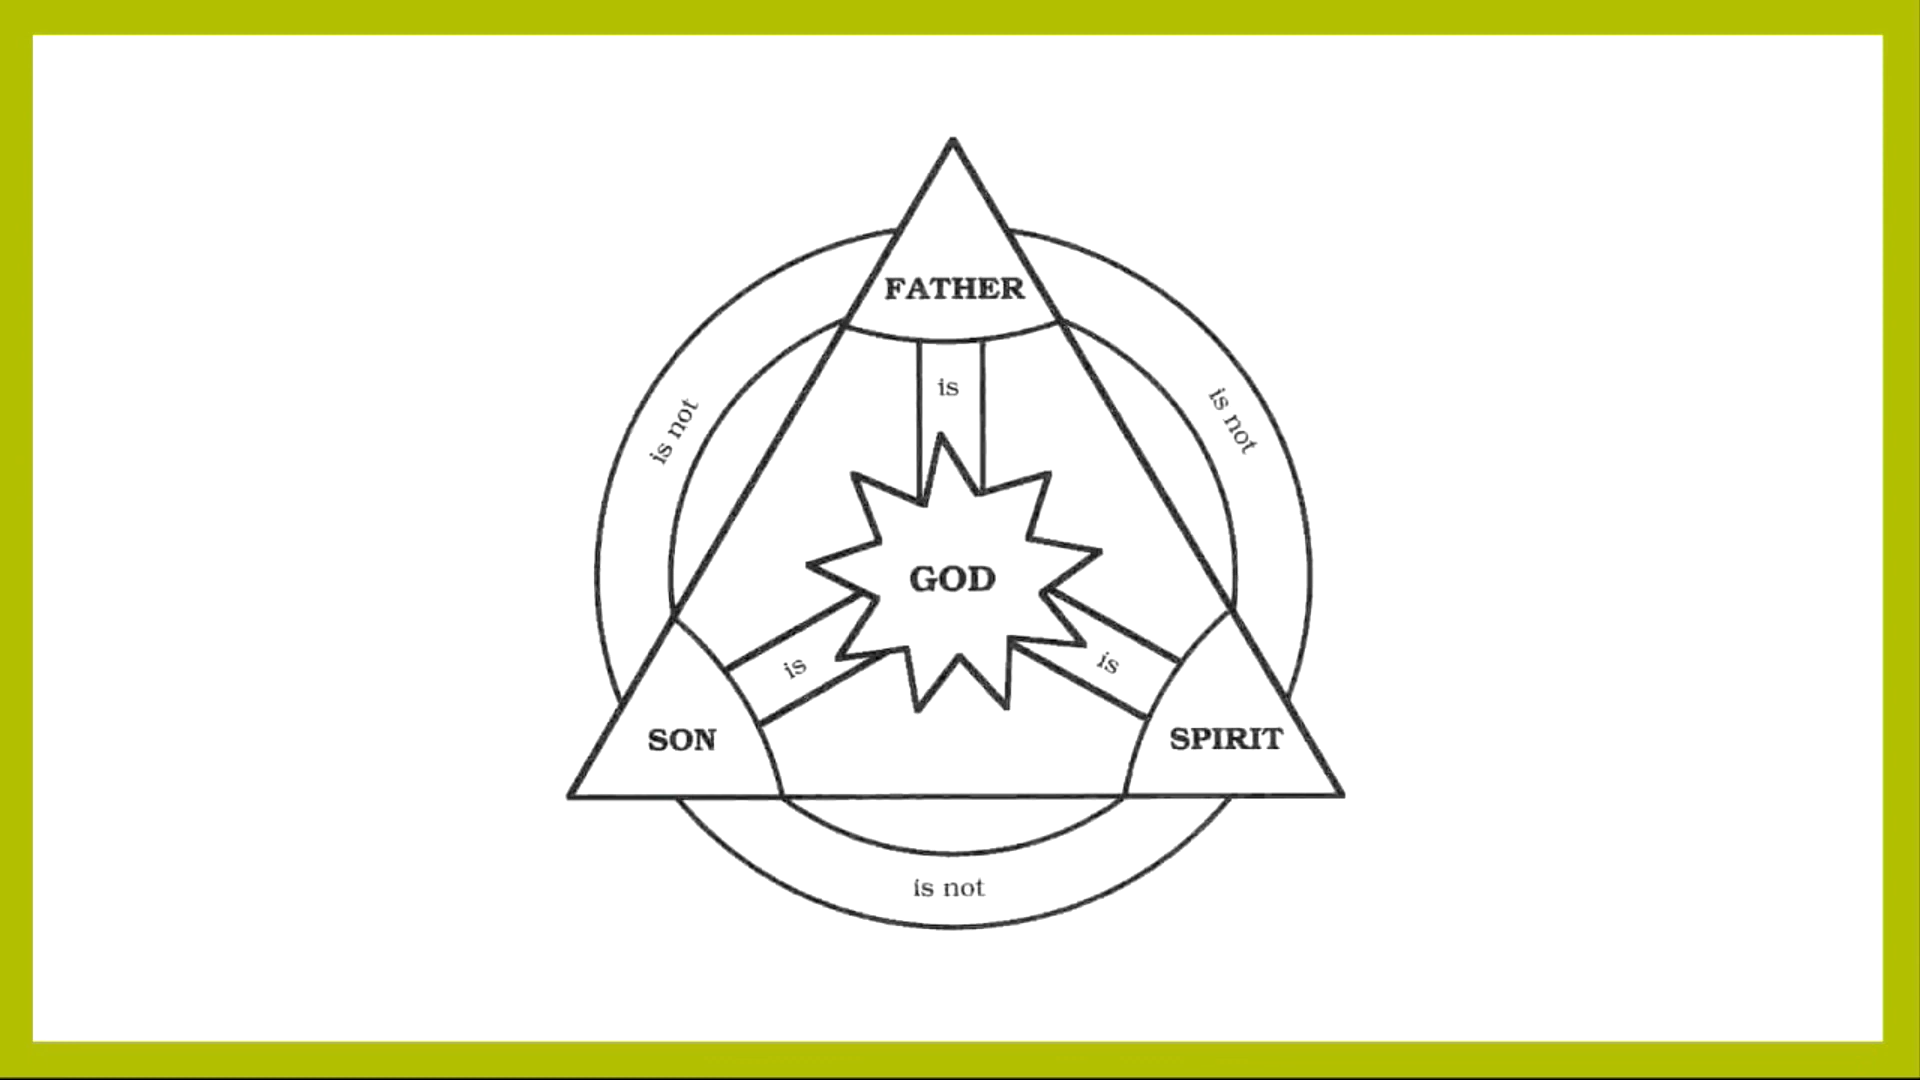 FATHER
is
is not
is not
GOD
is
is
SON
SPIRIT
is not